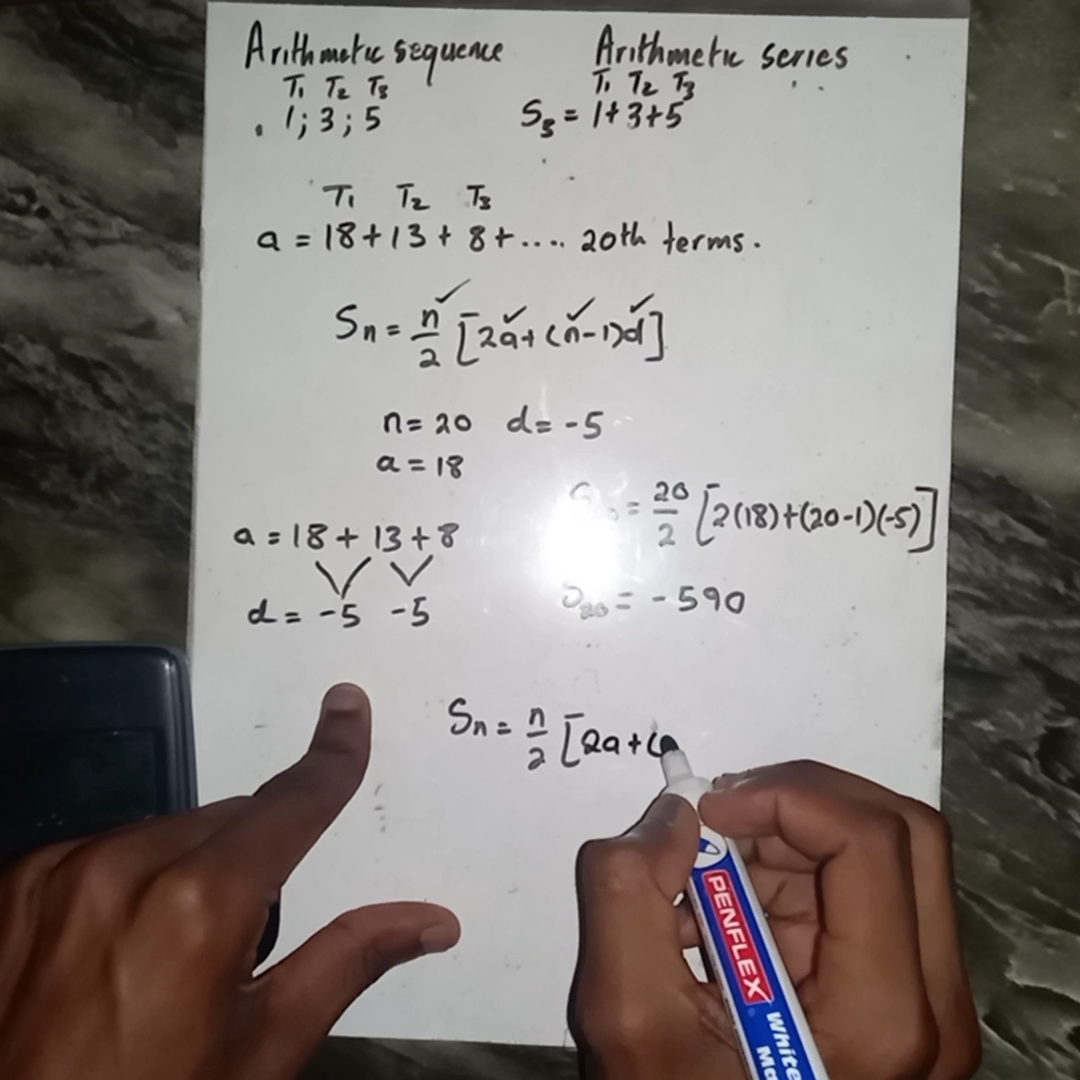 Arithmetic sequence
T₁ T₂ T₃
1; 3; 5
Arithmetic series
T₁ T₂ T₃
S₃ = 1+3+5
T₁ T₂ T₃
a = 18+13+8+.... 20th terms.
Sn = n/2 [2a+(n-1)d]
n = 20 d = -5
a = 18
a = 18+13+8
d = -5 -5
= 20/2 [2(18)+(20-1)(-5)]
S₂₀ = -590
Sn = n/2 [2a+(
PENFLEX
White